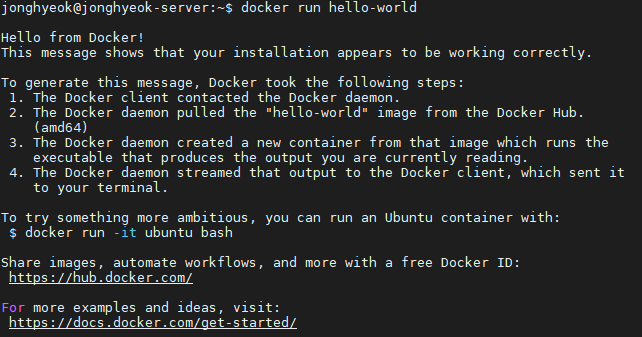 jonghyeok@jonghyeok-server:~$ docker run hello-world
Hello from Docker!
This message shows that your installation appears to be working correctly.
To generate this message, Docker took the following steps:
1. The Docker client contacted the Docker daemon.
2. The Docker daemon pulled the "hello-world" image from the Docker Hub.
(amd64)
3. The Docker daemon created a new container from that image which runs the
executable that produces the output you are currently reading.
4. The Docker daemon streamed that output to the Docker client, which sent it
to your terminal.
To try something more ambitious, you can run an Ubuntu container with:
$ docker run -it ubuntu bash
Share images, automate workflows, and more with a free Docker ID:
https://hub.docker.com/
For more examples and ideas, visit:
https://docs.docker.com/get-started/